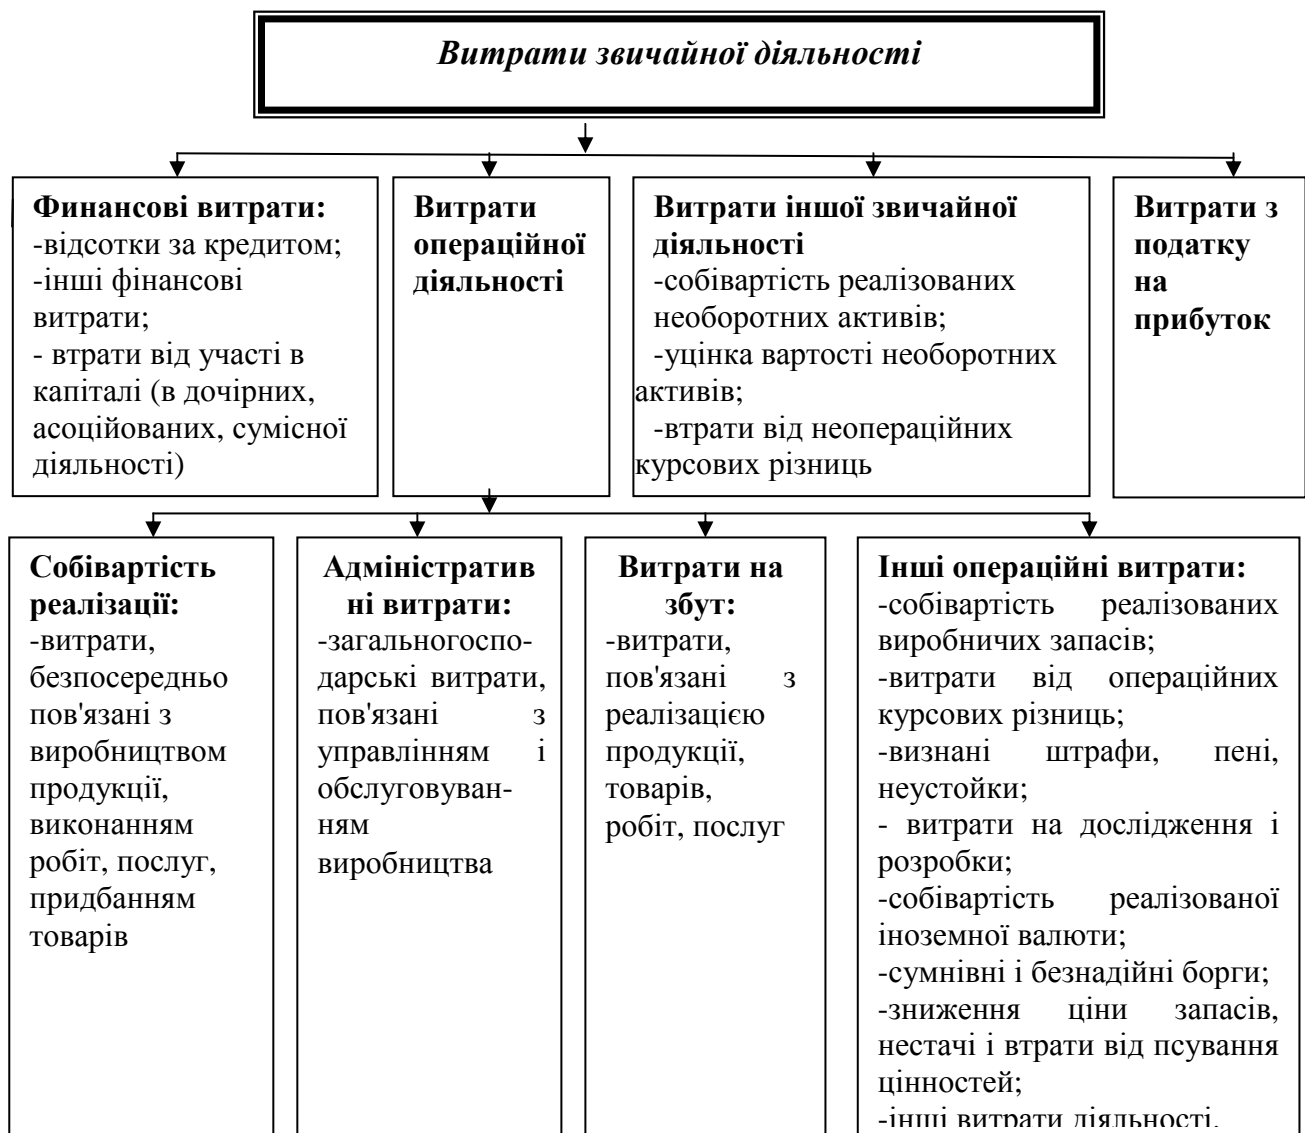 Витрати звичайної діяльності
Финансові витрати:
-відсотки за кредитом;
-інші фінансові
витрати;
- втрати від участі в
капіталі (в дочірних,
асоційованих, сумісної
діяльності)
Витрати
операційної
діяльності
Витрати іншої звичайної
діяльності
-собівартість реалізованих
необоротних активів;
-уцінка вартості необоротних
активів;
-втрати від неопераційних
курсових різниць
Витрати з
податку
на
прибуток
Собівартість
реалізації:
-витрати,
безпосередньо
пов'язані з
виробництвом
продукції,
виконанням
робіт, послуг,
придбанням
товарів
Адміністратив
ні витрати:
-загальногоспо-
дарські витрати,
пов'язані з
управлінням і
обслуговуван-
ням
виробництва
Витрати на
збут:
-витрати,
пов'язані з
реалізацією
продукції,
товарів,
робіт, послуг
Інші операційні витрати:
-собівартість реалізованих
виробничих запасів;
-витрати від операційних
курсових різниць;
-визнані штрафи, пені,
неустойки;
- витрати на дослідження і
розробки;
-собівартість реалізованої
іноземної валюти;
-сумнівні і безнадійні борги;
-зниження ціни запасів,
нестачі і втрати від псування
цінностей;
-інші витрати діяльності.